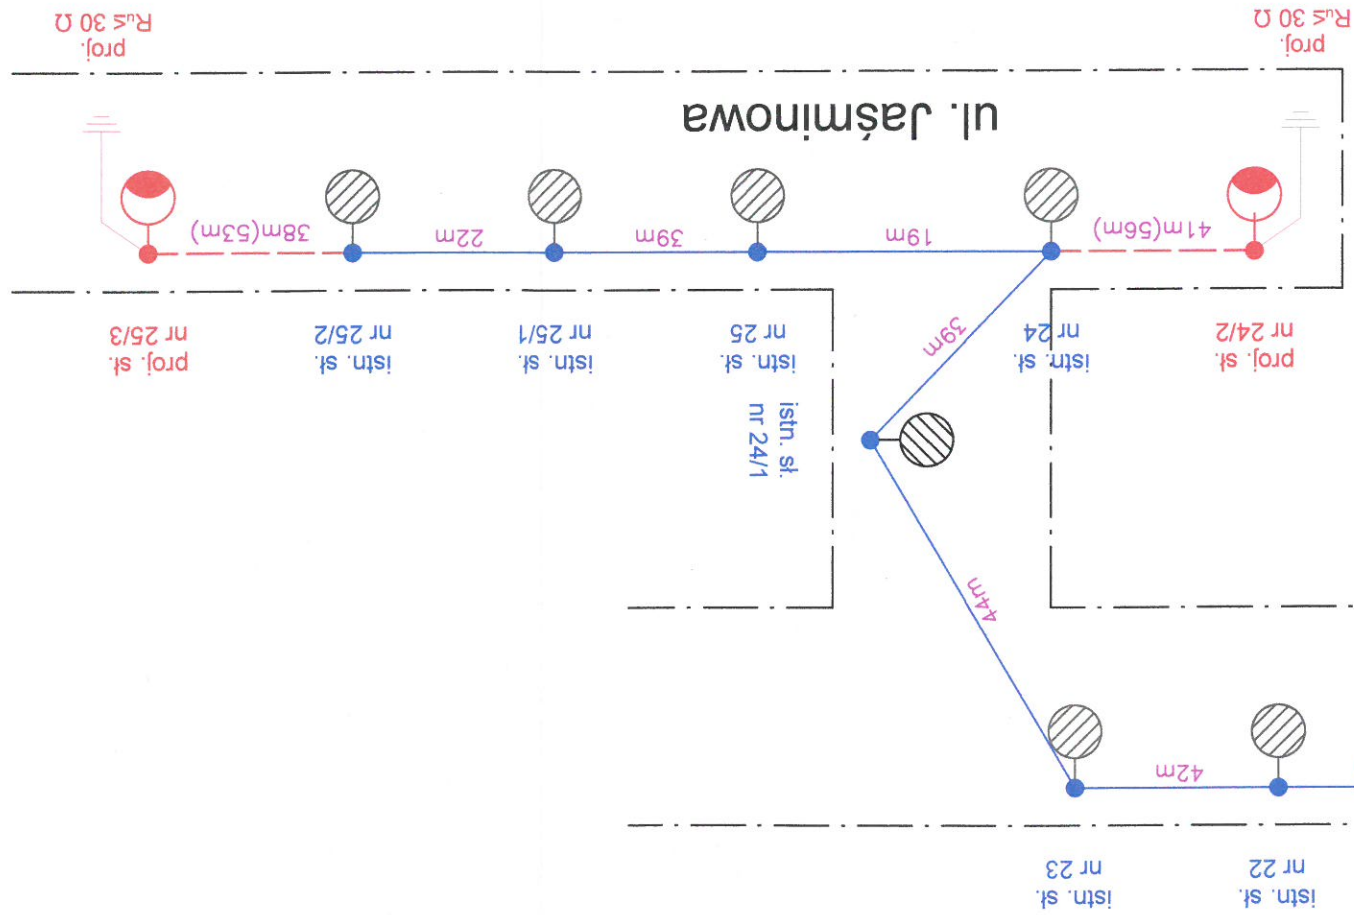 istn. sł.
nr 22
istn. sł.
nr 23
42m
44m
istn. sł.
nr 24/1
39m
proj. sł.
nr 24/2
istn. sł.
nr 24
istn. sł.
nr 25
istn. sł.
nr 25/1
istn. sł.
nr 25/2
proj. sł.
nr 25/3
41m(56m)
19m
39m
22m
38m(53m)
ul. Jaśminowa
proj.
Ru≤ 30 Ω
proj.
Ru≤ 30 Ω